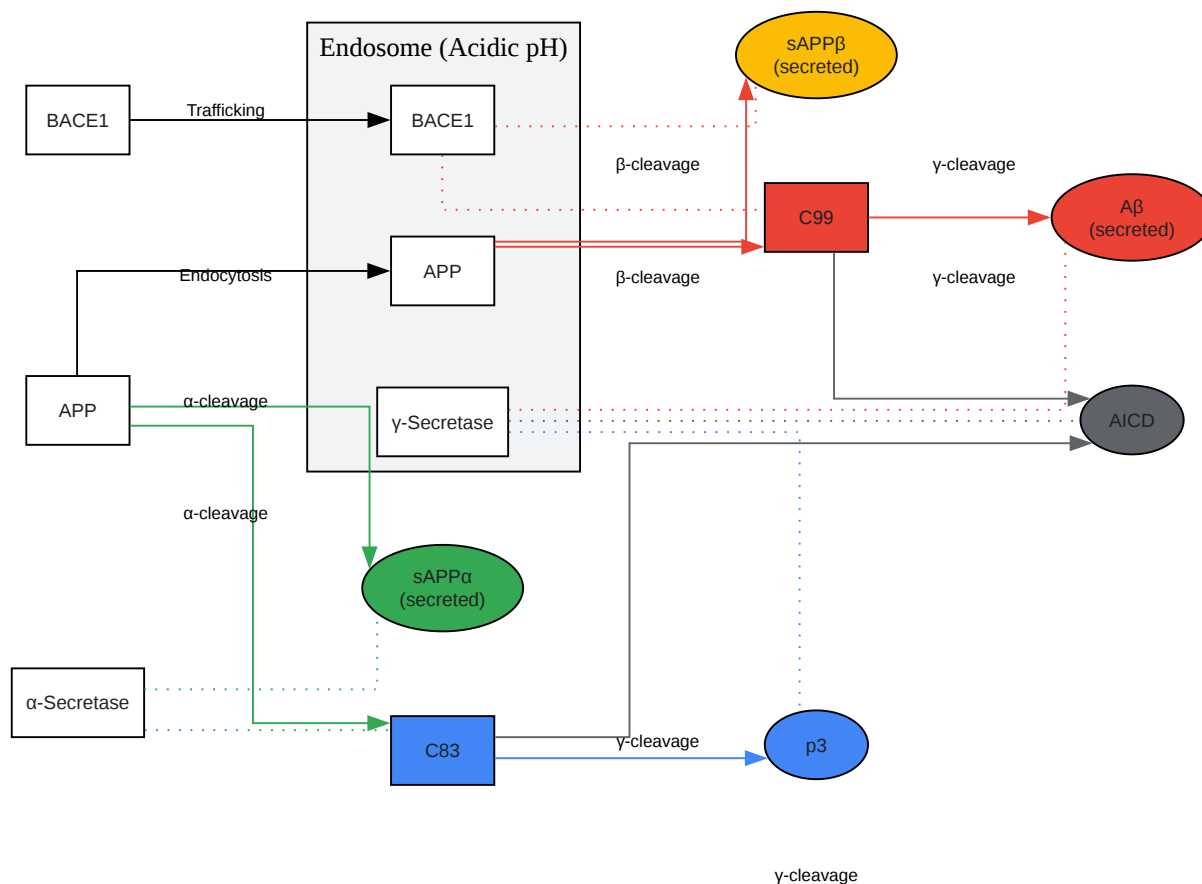 Endosome (Acidic pH)
sAPPβ
(secreted)
BACE1
Trafficking
BACE1
β-cleavage
γ-cleavage
C99
Aβ
(secreted)
Endocytosis
APP
β-cleavage
γ-cleavage
APP
α-cleavage
γ-Secretase
AICD
α-cleavage
sAPPα
(secreted)
α-Secretase
C83
γ-cleavage
p3
γ-cleavage